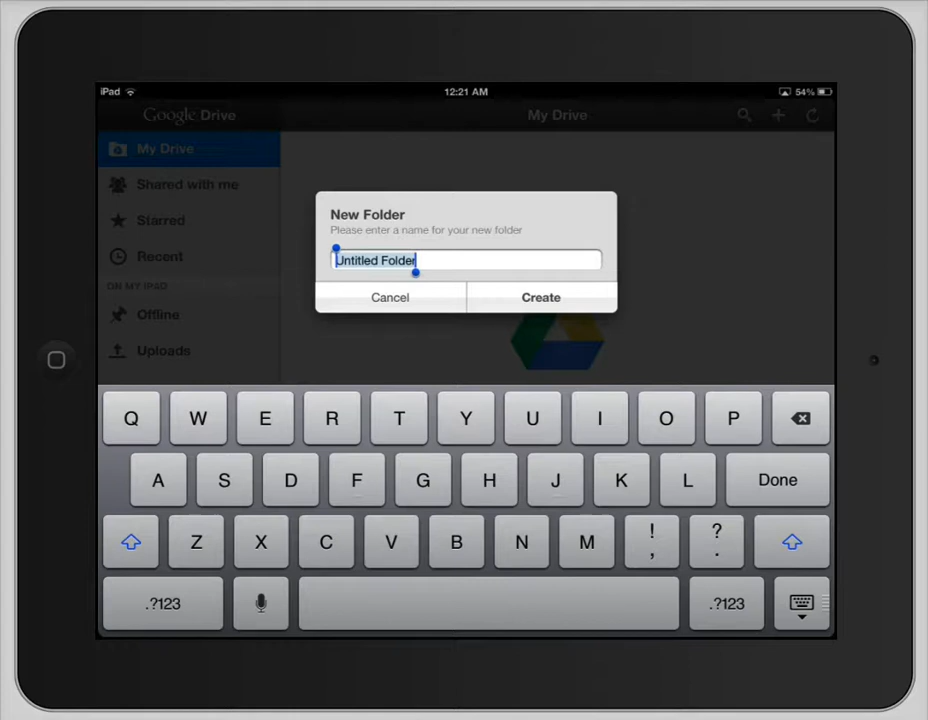 iPad 12:21 AM 54%
Google Drive My Drive
My Drive
Shared with me
Starred
Recent
ON MY IPAD
Offline
Uploads
New Folder
Please enter a name for your new folder
Untitled Folder
Cancel Create
Q W E R T Y U I O P
A S D F G H J K L Done
Z X C V B N M ! , ? .
.?123 .?123